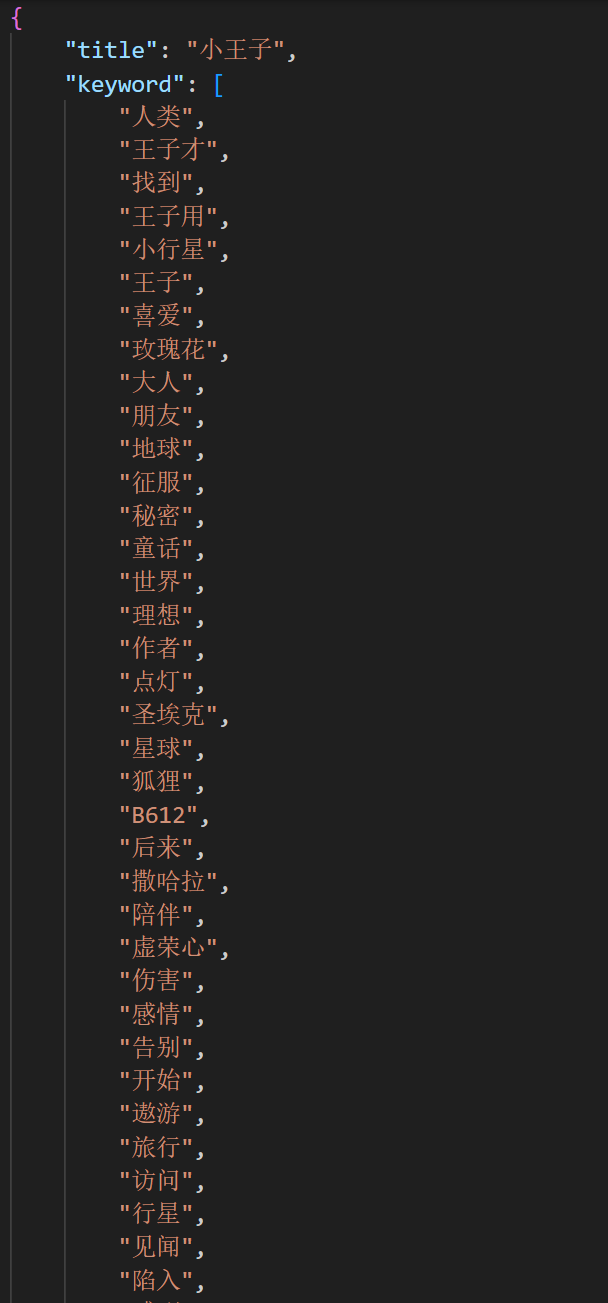 {
"title": "小王子",
"keyword": [
"人类",
"王子才",
"找到",
"王子用",
"小行星",
"王子",
"喜爱",
"玫瑰花",
"大人",
"朋友",
"地球",
"征服",
"秘密",
"童话",
"世界",
"理想",
"作者",
"点灯",
"圣埃克",
"星球",
"狐狸",
"B612",
"后来",
"撒哈拉",
"陪伴",
"虚荣心",
"伤害",
"感情",
"告别",
"开始",
"遨游",
"旅行",
"访问",
"行星",
"见闻",
"陷入",